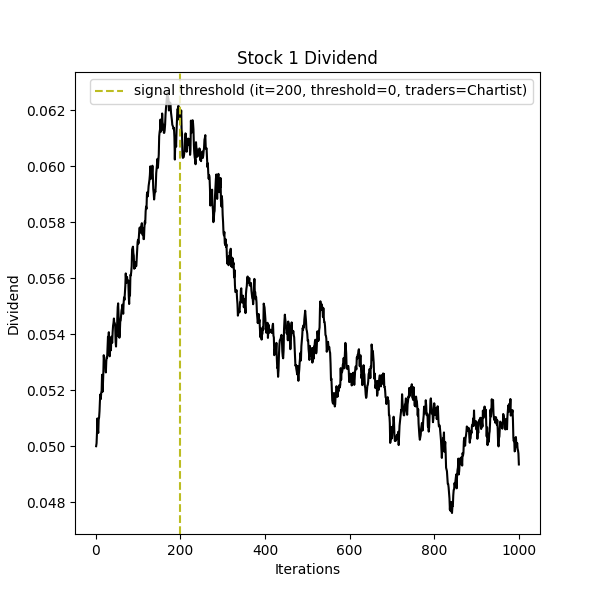 Stock 1 Dividend
signal threshold (it=200, threshold=0, traders=Chartist)
Dividend
0.062
0.060
0.058
0.056
0.054
0.052
0.050
0.048
0 200 400 600 800 1000
Iterations